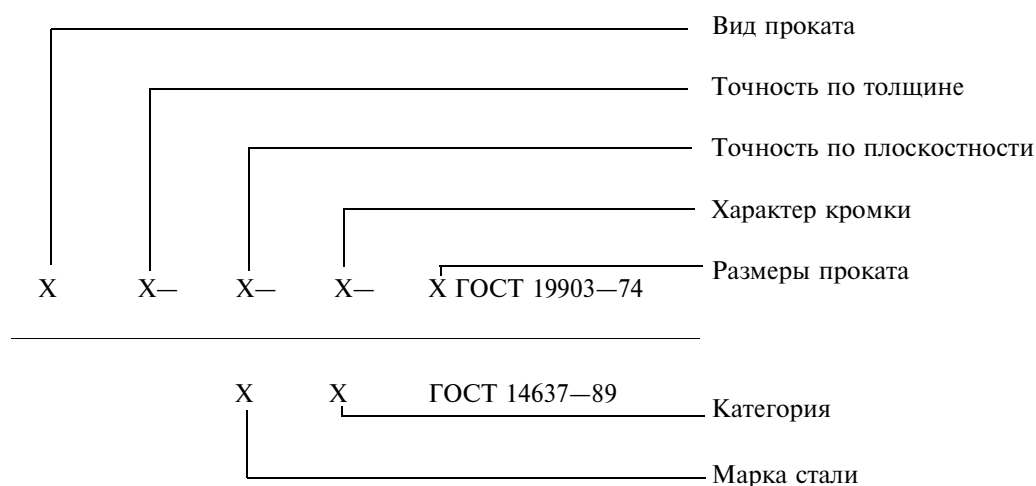 Вид проката
Точность по толщине
Точность по плоскостности
Характер кромки
Размеры проката
Х Х— Х— Х— Х ГОСТ 19903—74
Х Х ГОСТ 14637—89
Категория
Марка стали